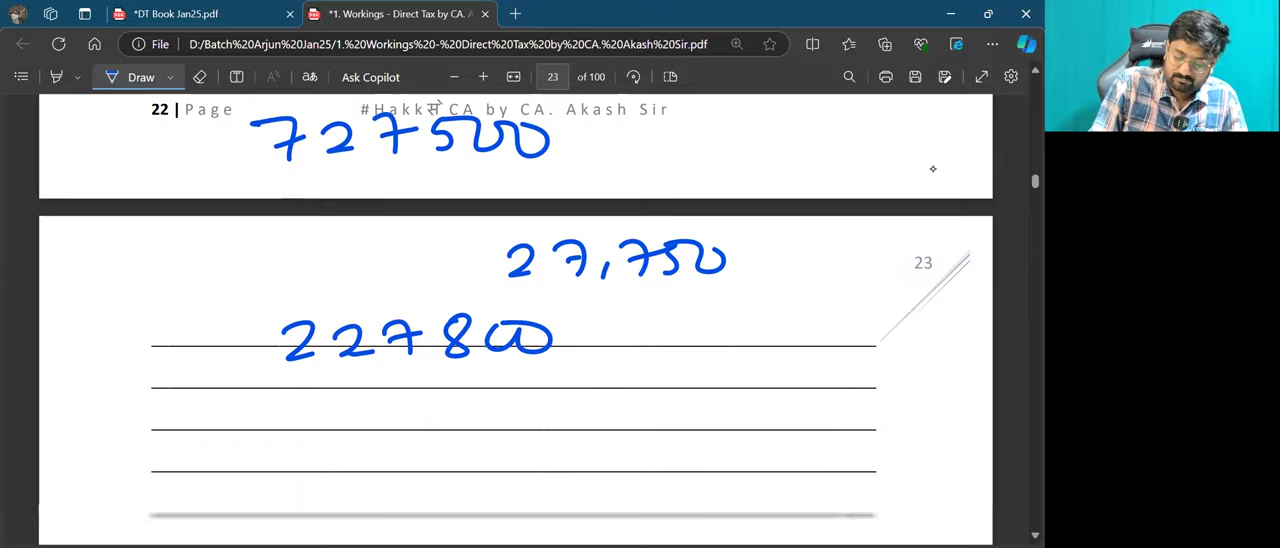 *DT Book Jan25.pdf
*1. Workings - Direct Tax by CA. A
File
D:/Batch%20Arjun%20Jan25/1.%20Workings%20-%20Direct%20Tax%20by%20CA.%20Akash%20Sir.pdf
Draw
Ask Copilot
23 of 100
22 | Page #Hakkसे CA by CA. Akash Sir
727500
23
27,750
227800